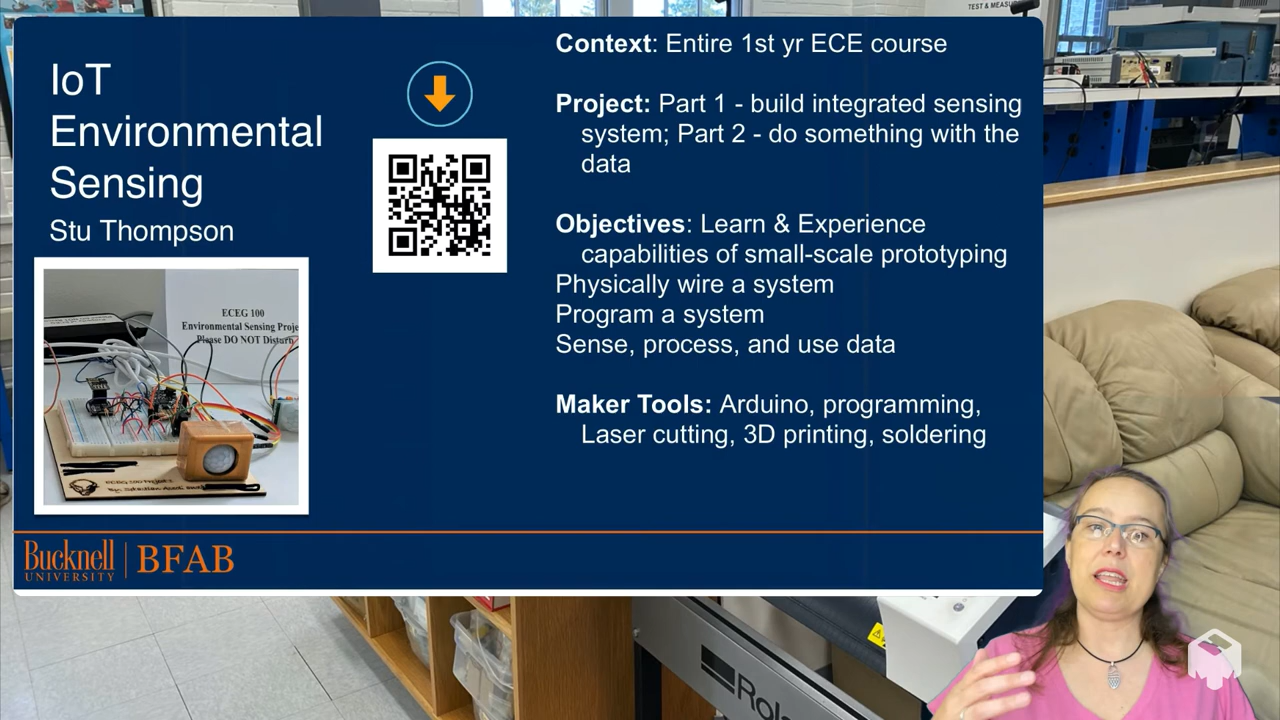 TEST & MEASU
IoT
Environmental
Sensing
Stu Thompson
Context: Entire 1st yr ECE course
Project: Part 1 - build integrated sensing
system; Part 2 - do something with the
data
Objectives: Learn & Experience
capabilities of small-scale prototyping
Physically wire a system
Program a system
Sense, process, and use data
Maker Tools: Arduino, programming,
Laser cutting, 3D printing, soldering
ECEG 100
Environmental Sensing Proje
Please DO NOT Disturb
Bucknell
UNIVERSITY
BFAB
Rol